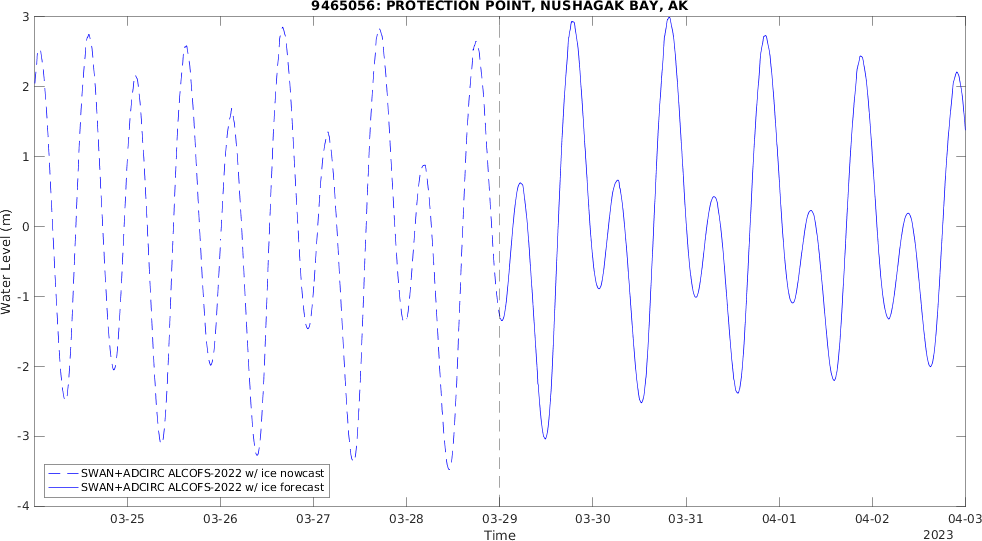 9465056: PROTECTION POINT, NUSHAGAK BAY, AK
3
2
1
0
-1
-2
-3
-4
Water Level (m)
SWAN+ADCIRC ALCOFS-2022 w/ ice nowcast
SWAN+ADCIRC ALCOFS-2022 w/ ice forecast
03-25 03-26 03-27 03-28 03-29 03-30 03-31 04-01 04-02 04-03
Time
2023